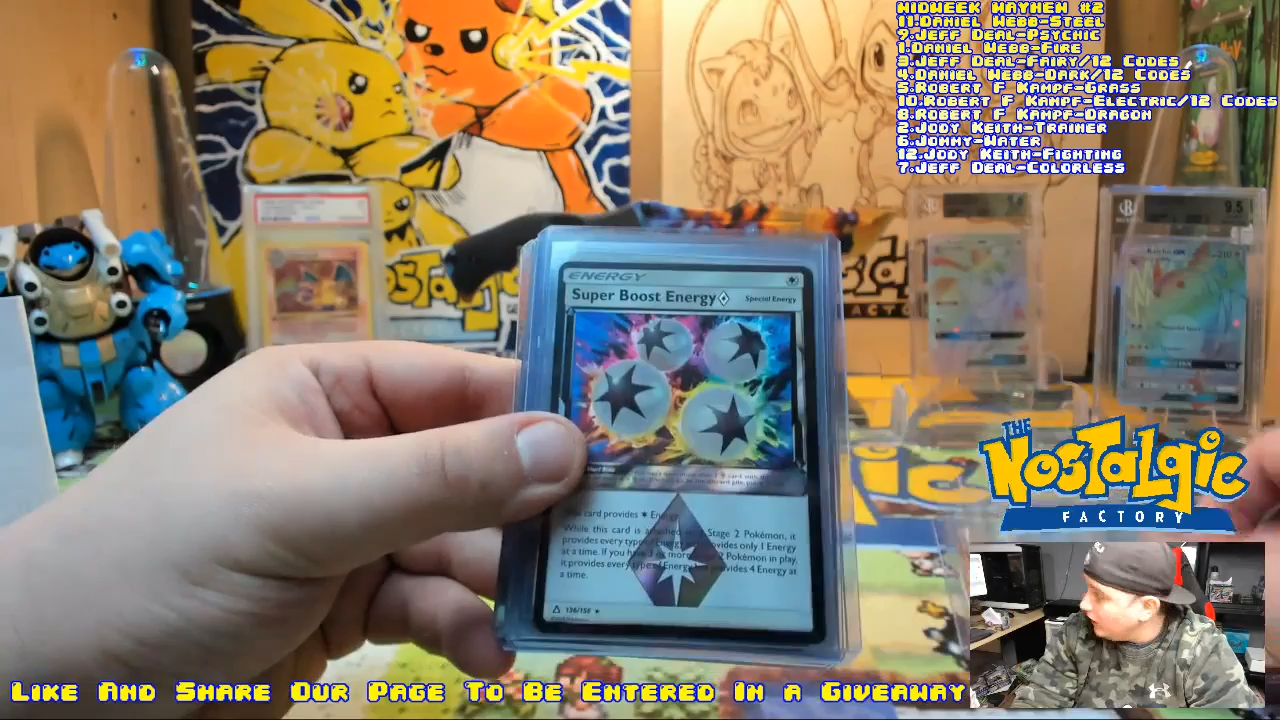 MIDWEEK MAYHEM #2
11.DANIEL WEBB-STEEL
9.JEFF DEAL-PSYCHIC
1.DANIEL WEBB-FIRE
3.JEFF DEAL-FAIRY/12 CODES
4.DANIEL WEBB-DARK/12 CODES
5.ROBERT F KAMPF-GRASS
10.ROBERT F KAMPF-ELECTRIC/12 CODES
8.ROBERT F KAMPF-DRAGON
2.JODY KEITH-TRAINER
6.JOMMY-WATER
12.JODY KEITH-FIGHTING
7.JEFF DEAL-COLORLESS
9.5
ENERGY
Super Boost Energy
Special Energy
card provides Energy
While this card is attached Stage 2 Pokémon, it
provides every type of Energy provides only 1 Energy
at a time. If you have 3 or more 2 Pokémon in play,
it provides every type of Energy provides 4 Energy at
a time.
136/156
THE
NOSTALGIC
FACTORY
LIKE AND SHARE OUR PAGE TO BE ENTERED IN A GIVEAWAY